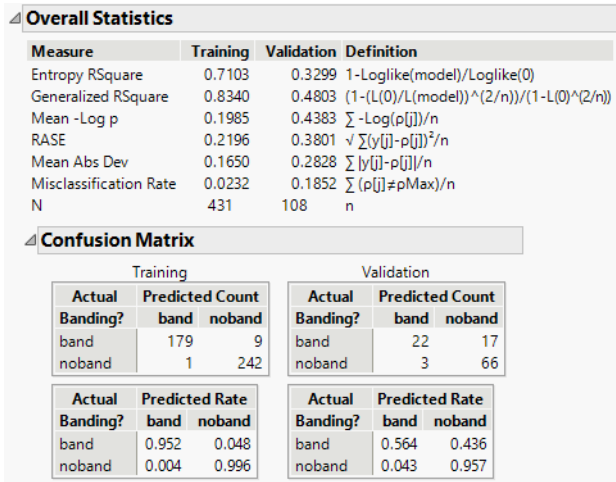 Overall Statistics
Measure Training Validation Definition
Entropy RSquare 0.7103 0.3299 1-Loglike(model)/Loglike(0)
Generalized RSquare 0.8340 0.4803 (1-(L(0)/L(model))^(2/n))/(1-L(0)^(2/n))
Mean -Log p 0.1985 0.4383 ∑ -Log(ρ[j])/n
RASE 0.2196 0.3801 √ ∑(y[j]-ρ[j])²/n
Mean Abs Dev 0.1650 0.2828 ∑ |y[j]-ρ[j]|/n
Misclassification Rate 0.0232 0.1852 ∑ (ρ[j]≠ρMax)/n
N 431 108 n
Confusion Matrix
Training Validation
Actual Predicted Count Actual Predicted Count
Banding? band noband Banding? band noband
band 179 9 band 22 17
noband 1 242 noband 3 66
Actual Predicted Rate Actual Predicted Rate
Banding? band noband Banding? band noband
band 0.952 0.048 band 0.564 0.436
noband 0.004 0.996 noband 0.043 0.957